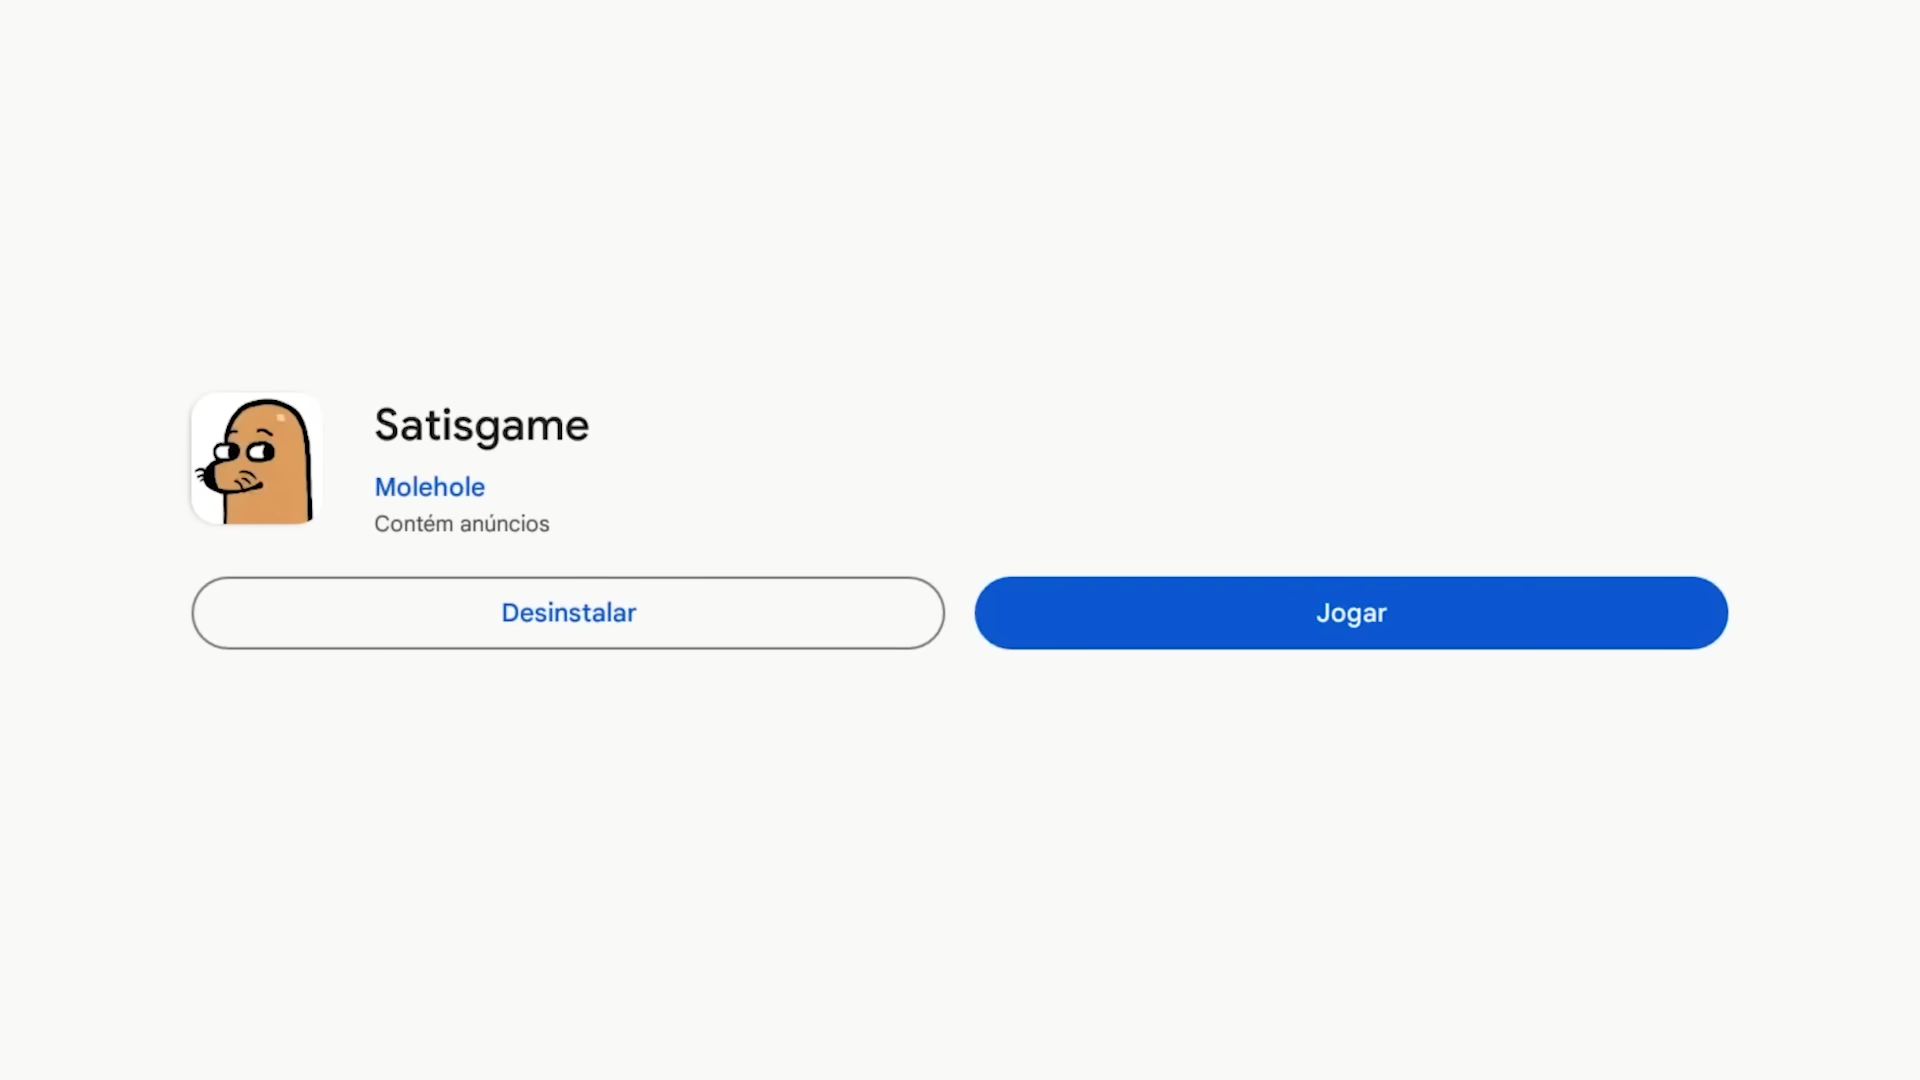 Satisgame
Molehole
Contém anúncios
Desinstalar
Jogar